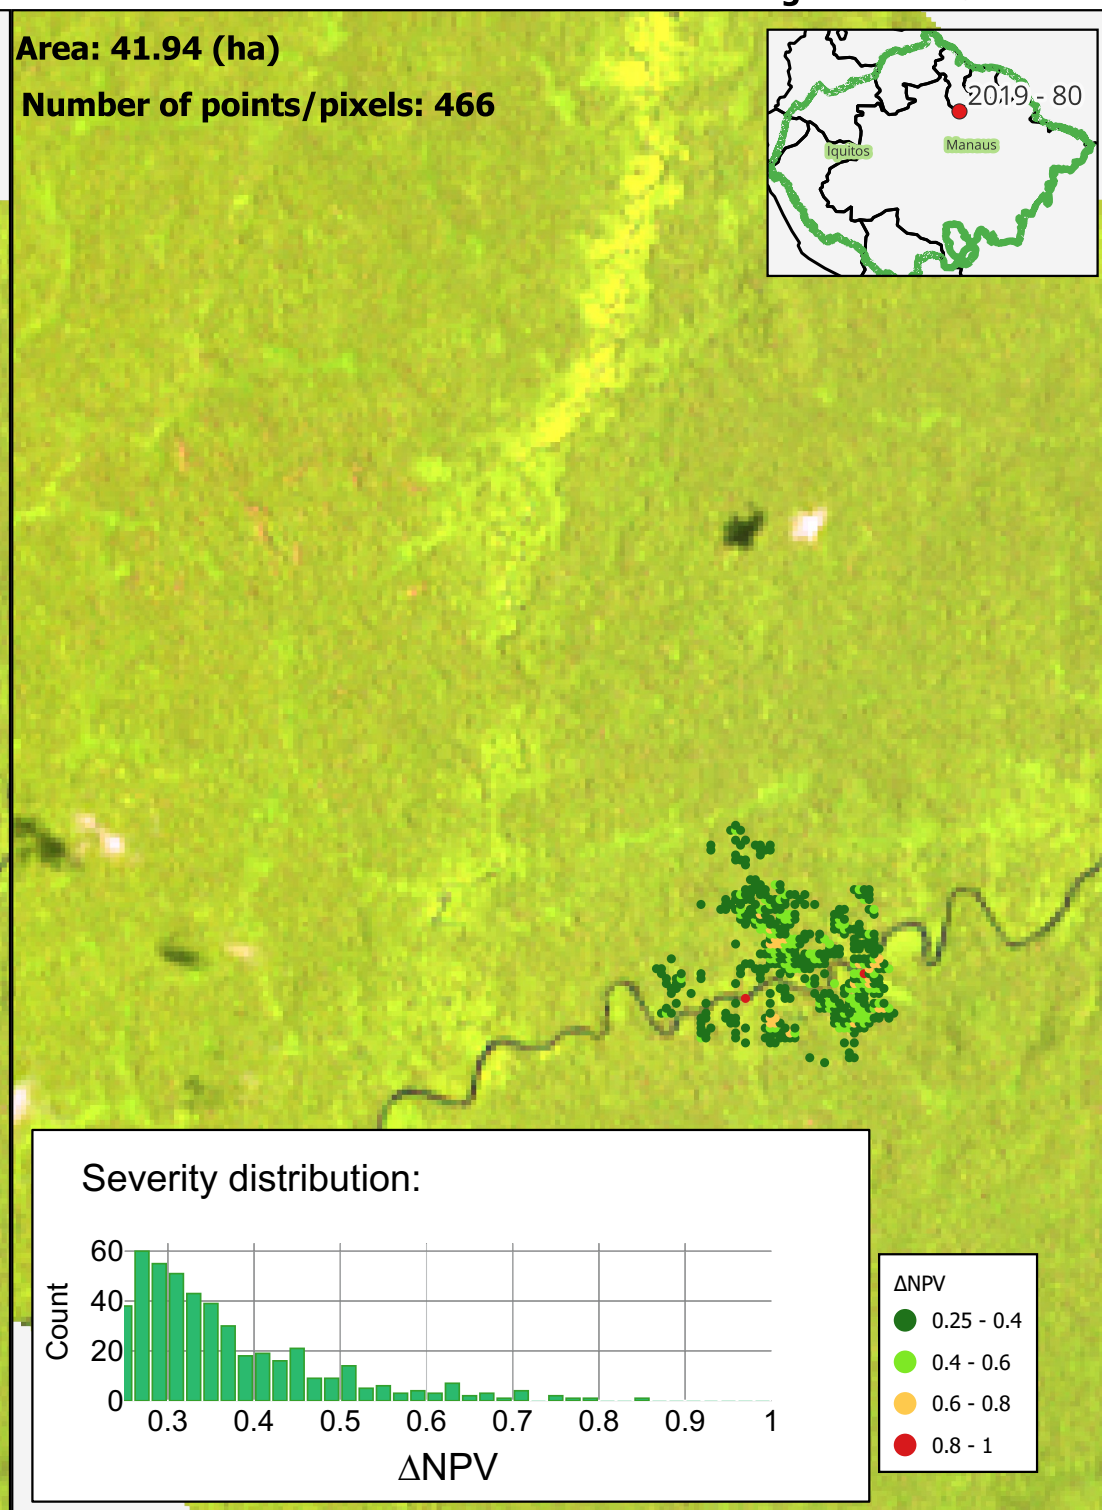 Area: 41.94 (ha)
Number of points/pixels: 466
2019 - 80
Iquitos
Manaus
Severity distribution:
Count
60
40
20
0
0.3 0.4 0.5 0.6 0.7 0.8 0.9 1
ΔNPV
ΔNPV
0.25 - 0.4
0.4 - 0.6
0.6 - 0.8
0.8 - 1